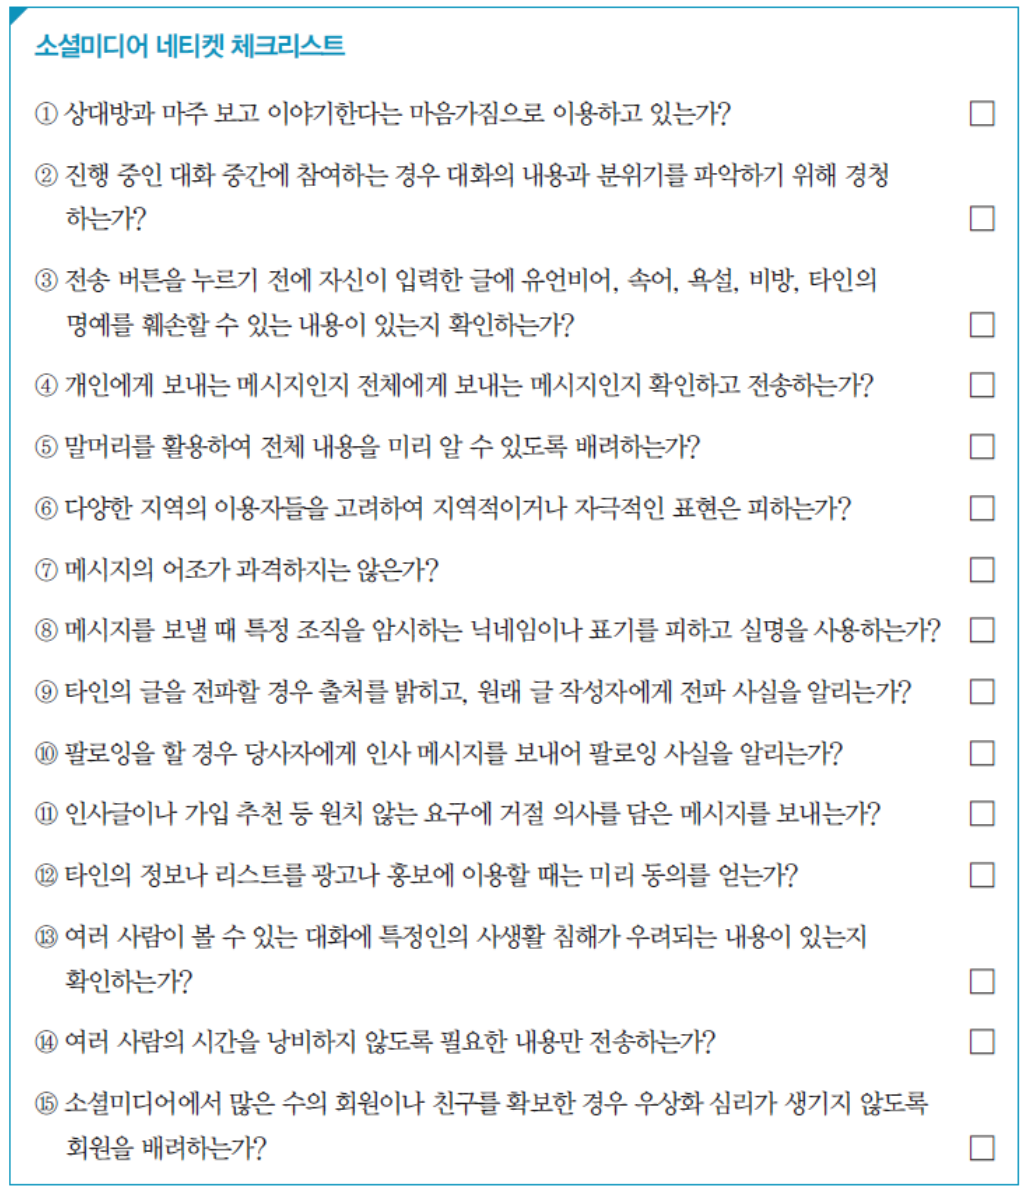 소셜미디어 네티켓 체크리스트
① 상대방과 마주 보고 이야기한다는 마음가짐으로 이용하고 있는가? □
② 진행 중인 대화 중간에 참여하는 경우 대화의 내용과 분위기를 파악하기 위해 경청
하는가? □
③ 전송 버튼을 누르기 전에 자신이 입력한 글에 유언비어, 속어, 욕설, 비방, 타인의
명예를 훼손할 수 있는 내용이 있는지 확인하는가? □
④ 개인에게 보내는 메시지인지 전체에게 보내는 메시지인지 확인하고 전송하는가? □
⑤ 말머리를 활용하여 전체 내용을 미리 알 수 있도록 배려하는가? □
⑥ 다양한 지역의 이용자들을 고려하여 지역적이거나 자극적인 표현은 피하는가? □
⑦ 메시지의 어조가 과격하지는 않은가? □
⑧ 메시지를 보낼 때 특정 조직을 암시하는 닉네임이나 표기를 피하고 실명을 사용하는가? □
⑨ 타인의 글을 전파할 경우 출처를 밝히고, 원래 글 작성자에게 전파 사실을 알리는가? □
⑩ 팔로잉을 할 경우 당사자에게 인사 메시지를 보내어 팔로잉 사실을 알리는가? □
⑪ 인사글이나 가입 추천 등 원치 않는 요구에 거절 의사를 담은 메시지를 보내는가? □
⑫ 타인의 정보나 리스트를 광고나 홍보에 이용할 때는 미리 동의를 얻는가? □
⑬ 여러 사람이 볼 수 있는 대화에 특정인의 사생활 침해가 우려되는 내용이 있는지
확인하는가? □
⑭ 여러 사람의 시간을 낭비하지 않도록 필요한 내용만 전송하는가? □
⑮ 소셜미디어에서 많은 수의 회원이나 친구를 확보한 경우 우상화 심리가 생기지 않도록
회원을 배려하는가? □